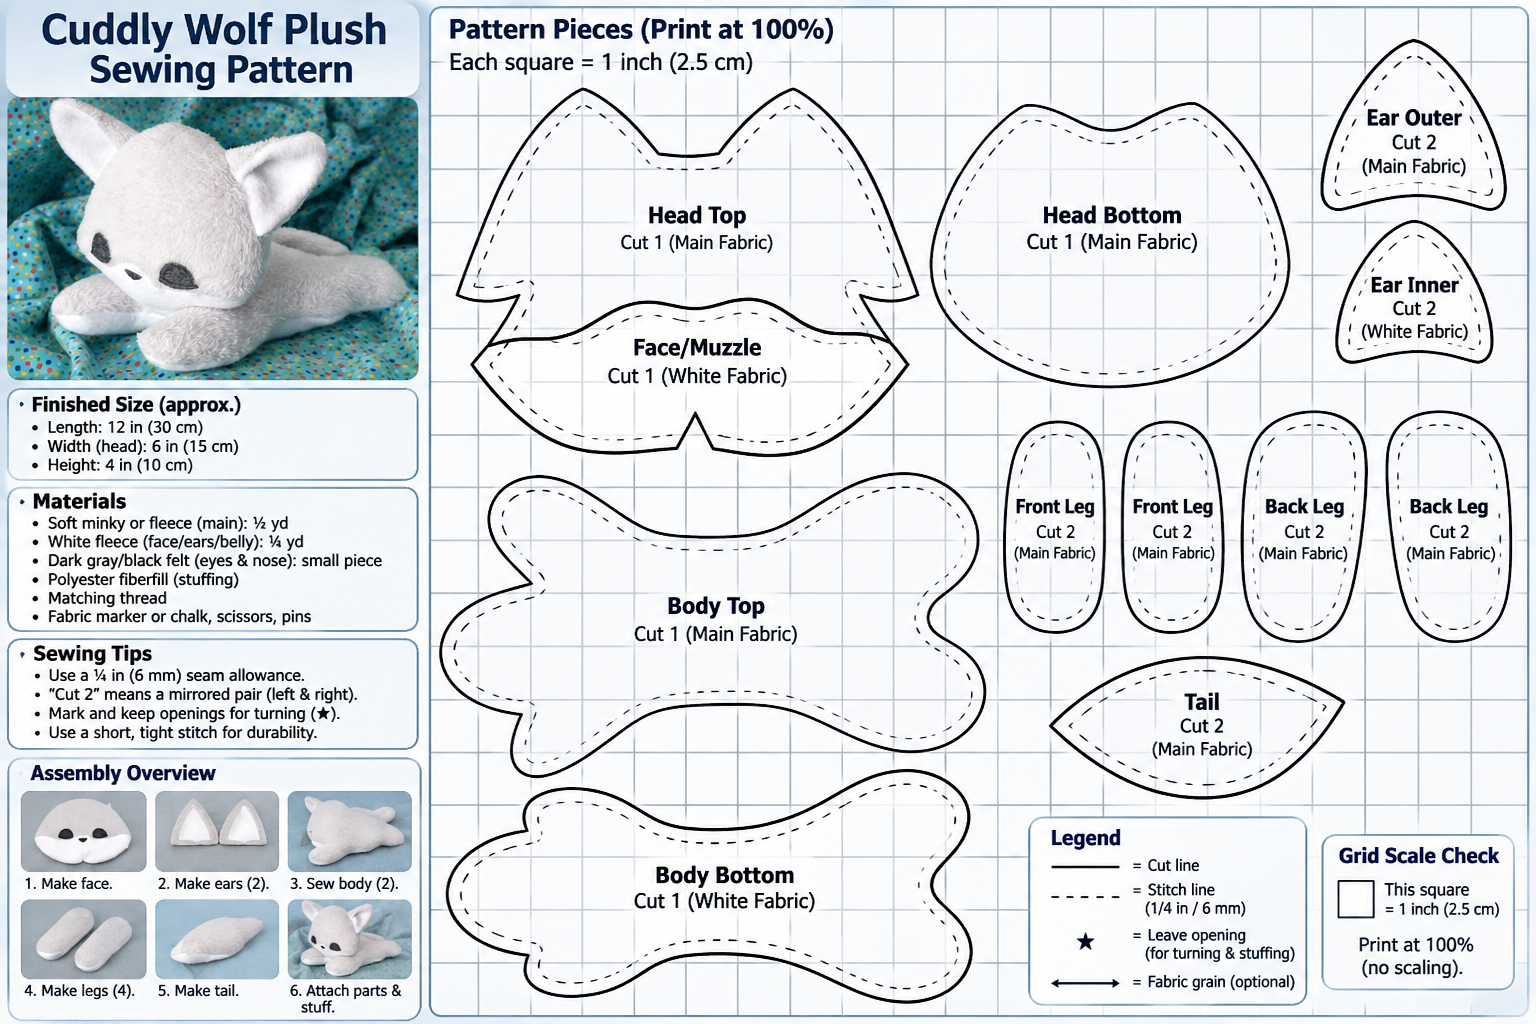 Cuddly Wolf Plush
Sewing Pattern
• Finished Size (approx.)
• Length: 12 in (30 cm)
• Width (head): 6 in (15 cm)
• Height: 4 in (10 cm)
• Materials
• Soft minky or fleece (main): ½ yd
• White fleece (face/ears/belly): ¼ yd
• Dark gray/black felt (eyes & nose): small piece
• Polyester fiberfill (stuffing)
• Matching thread
• Fabric marker or chalk, scissors, pins
• Sewing Tips
• Use a ¼ in (6 mm) seam allowance.
• “Cut 2” means a mirrored pair (left & right).
• Mark and keep openings for turning (★).
• Use a short, tight stitch for durability.
Assembly Overview
1. Make face.
2. Make ears (2).
3. Sew body (2).
4. Make legs (4).
5. Make tail.
6. Attach parts &
stuff.
Pattern Pieces (Print at 100%)
Each square = 1 inch (2.5 cm)
Head Top
Cut 1 (Main Fabric)
Face/Muzzle
Cut 1 (White Fabric)
Head Bottom
Cut 1 (Main Fabric)
Ear Outer
Cut 2
(Main Fabric)
Ear Inner
Cut 2
(White Fabric)
Front Leg
Cut 2
(Main Fabric)
Front Leg
Cut 2
(Main Fabric)
Back Leg
Cut 2
(Main Fabric)
Back Leg
Cut 2
(Main Fabric)
Body Top
Cut 1 (Main Fabric)
Tail
Cut 2
(Main Fabric)
Body Bottom
Cut 1 (White Fabric)
Legend
= Cut line
= Stitch line
(1/4 in / 6 mm)
★ = Leave opening
(for turning & stuffing)
= Fabric grain (optional)
Grid Scale Check
This square
= 1 inch (2.5 cm)
Print at 100%
(no scaling).